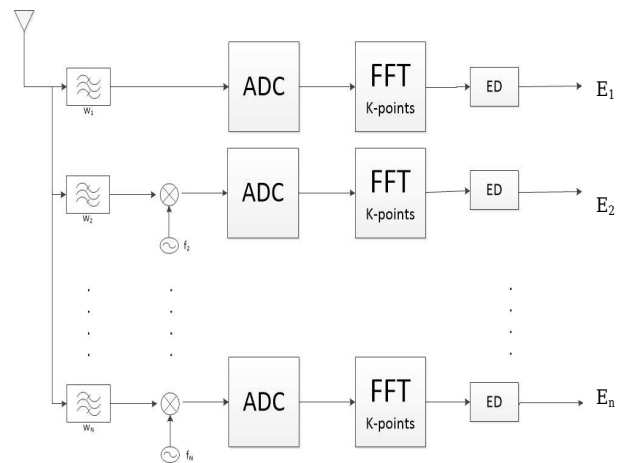 ADC
FFT
K-points
ED
E1
W1
ADC
FFT
K-points
ED
E2
W2
f2
ADC
FFT
K-points
ED
En
WN
fN